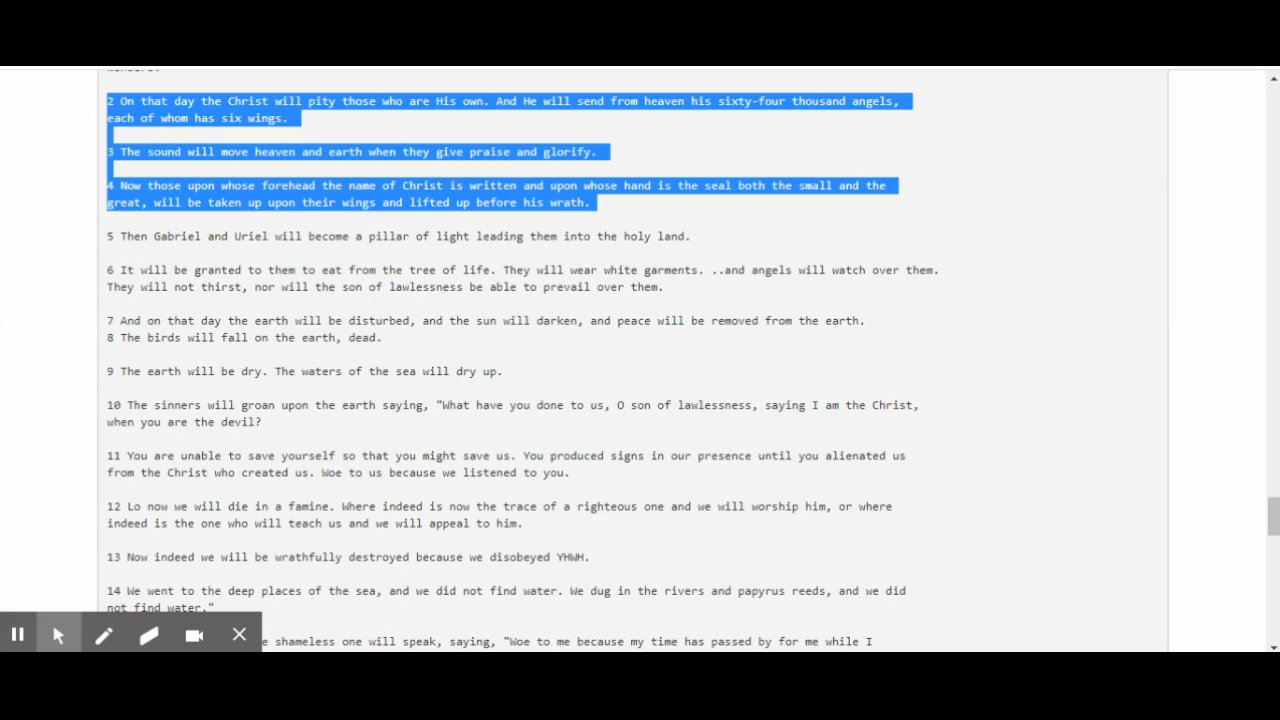 2 On that day the Christ will pity those who are His own. And He will send from heaven his sixty-four thousand angels,
each of whom has six wings.
3 The sound will move heaven and earth when they give praise and glorify.
4 Now those upon whose forehead the name of Christ is written and upon whose hand is the seal both the small and the
great, will be taken up upon their wings and lifted up before his wrath.
5 Then Gabriel and Uriel will become a pillar of light leading them into the holy land.
6 It will be granted to them to eat from the tree of life. They will wear white garments. ..and angels will watch over them.
They will not thirst, nor will the son of lawlessness be able to prevail over them.
7 And on that day the earth will be disturbed, and the sun will darken, and peace will be removed from the earth.
8 The birds will fall on the earth, dead.
9 The earth will be dry. The waters of the sea will dry up.
10 The sinners will groan upon the earth saying, "What have you done to us, O son of lawlessness, saying I am the Christ,
when you are the devil?
11 You are unable to save yourself so that you might save us. You produced signs in our presence until you alienated us
from the Christ who created us. Woe to us because we listened to you.
12 Lo now we will die in a famine. Where indeed is now the trace of a righteous one and we will worship him, or where
indeed is the one who will teach us and we will appeal to him.
13 Now indeed we will be wrathfully destroyed because we disobeyed YHWH.
14 We went to the deep places of the sea, and we did not find water. We dug in the rivers and papyrus reeds, and we did
not find water."
shameless one will speak, saying, "Woe to me because my time has passed by for me while I